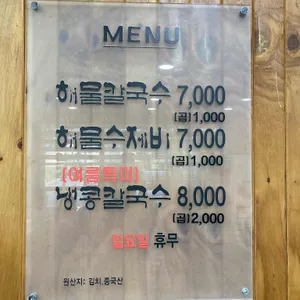 MENU
해물칼국수 7,000
(곱)1,000
해물수제비 7,000
(곱)1,000
(여름특미)
냉콩칼국수 8,000
(곱)2,000
일요일 휴무
원산지: 김치,중국산